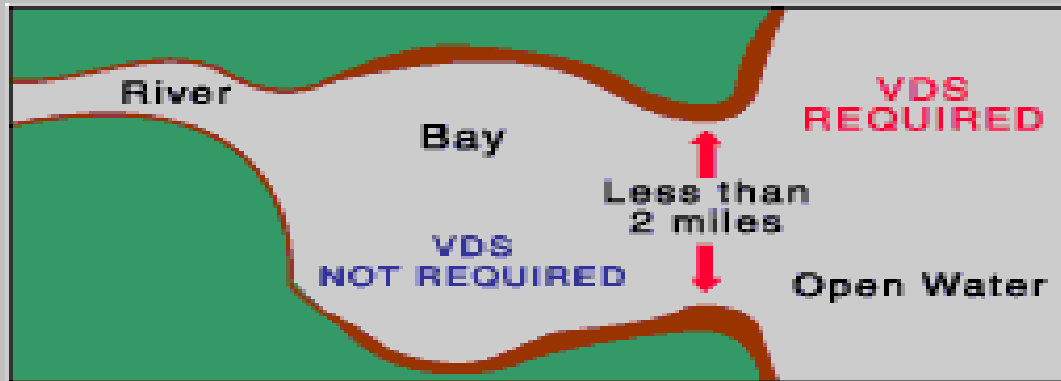 River
Bay
VDS
NOT REQUIRED
Less than
2 miles
VDS
REQUIRED
Open Water